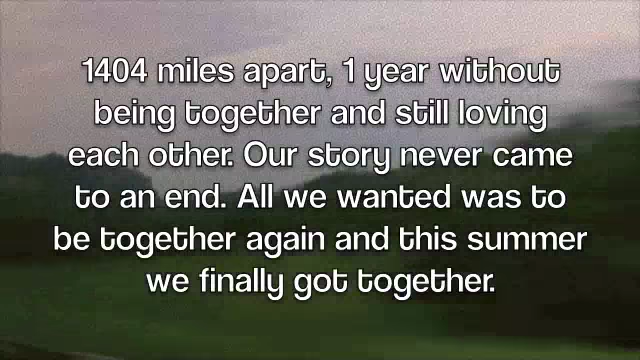 1404 miles apart, 1 year without
being together and still loving
each other. Our story never came
to an end. All we wanted was to
be together again and this summer
we finally got together.